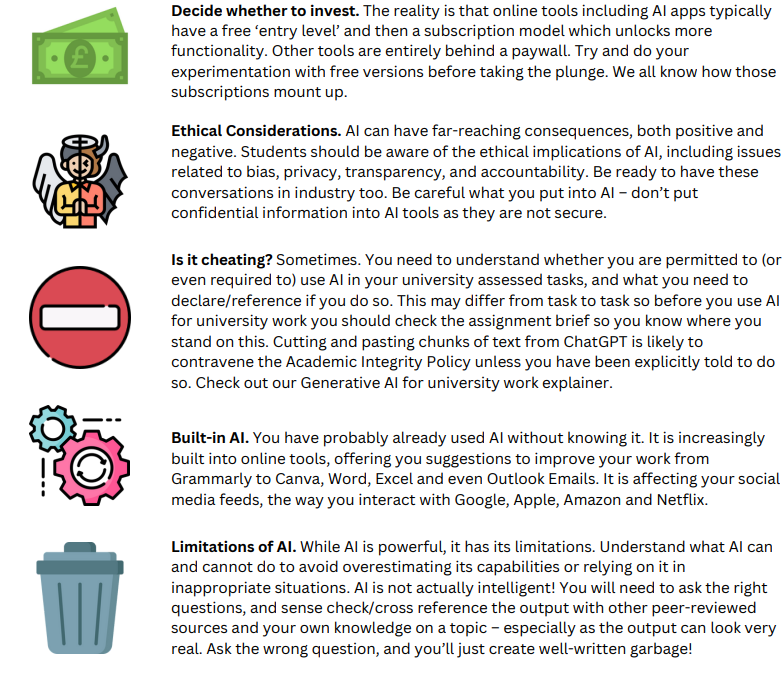 Decide whether to invest. The reality is that online tools including AI apps typically
have a free ‘entry level’ and then a subscription model which unlocks more
functionality. Other tools are entirely behind a paywall. Try and do your
experimentation with free versions before taking the plunge. We all know how those
subscriptions mount up.
£
Ethical Considerations. AI can have far-reaching consequences, both positive and
negative. Students should be aware of the ethical implications of AI, including issues
related to bias, privacy, transparency, and accountability. Be ready to have these
conversations in industry too. Be careful what you put into AI – don’t put
confidential information into AI tools as they are not secure.
Is it cheating? Sometimes. You need to understand whether you are permitted to (or
even required to) use AI in your university assessed tasks, and what you need to
declare/reference if you do so. This may differ from task to task so before you use AI
for university work you should check the assignment brief so you know where you
stand on this. Cutting and pasting chunks of text from ChatGPT is likely to
contravene the Academic Integrity Policy unless you have been explicitly told to do
so. Check out our Generative AI for university work explainer.
Built-in AI. You have probably already used AI without knowing it. It is increasingly
built into online tools, offering you suggestions to improve your work from
Grammarly to Canva, Word, Excel and even Outlook Emails. It is affecting your social
media feeds, the way you interact with Google, Apple, Amazon and Netflix.
Limitations of AI. While AI is powerful, it has its limitations. Understand what AI can
and cannot do to avoid overestimating its capabilities or relying on it in
inappropriate situations. AI is not actually intelligent! You will need to ask the right
questions, and sense check/cross reference the output with other peer-reviewed
sources and your own knowledge on a topic – especially as the output can look very
real. Ask the wrong question, and you’ll just create well-written garbage!